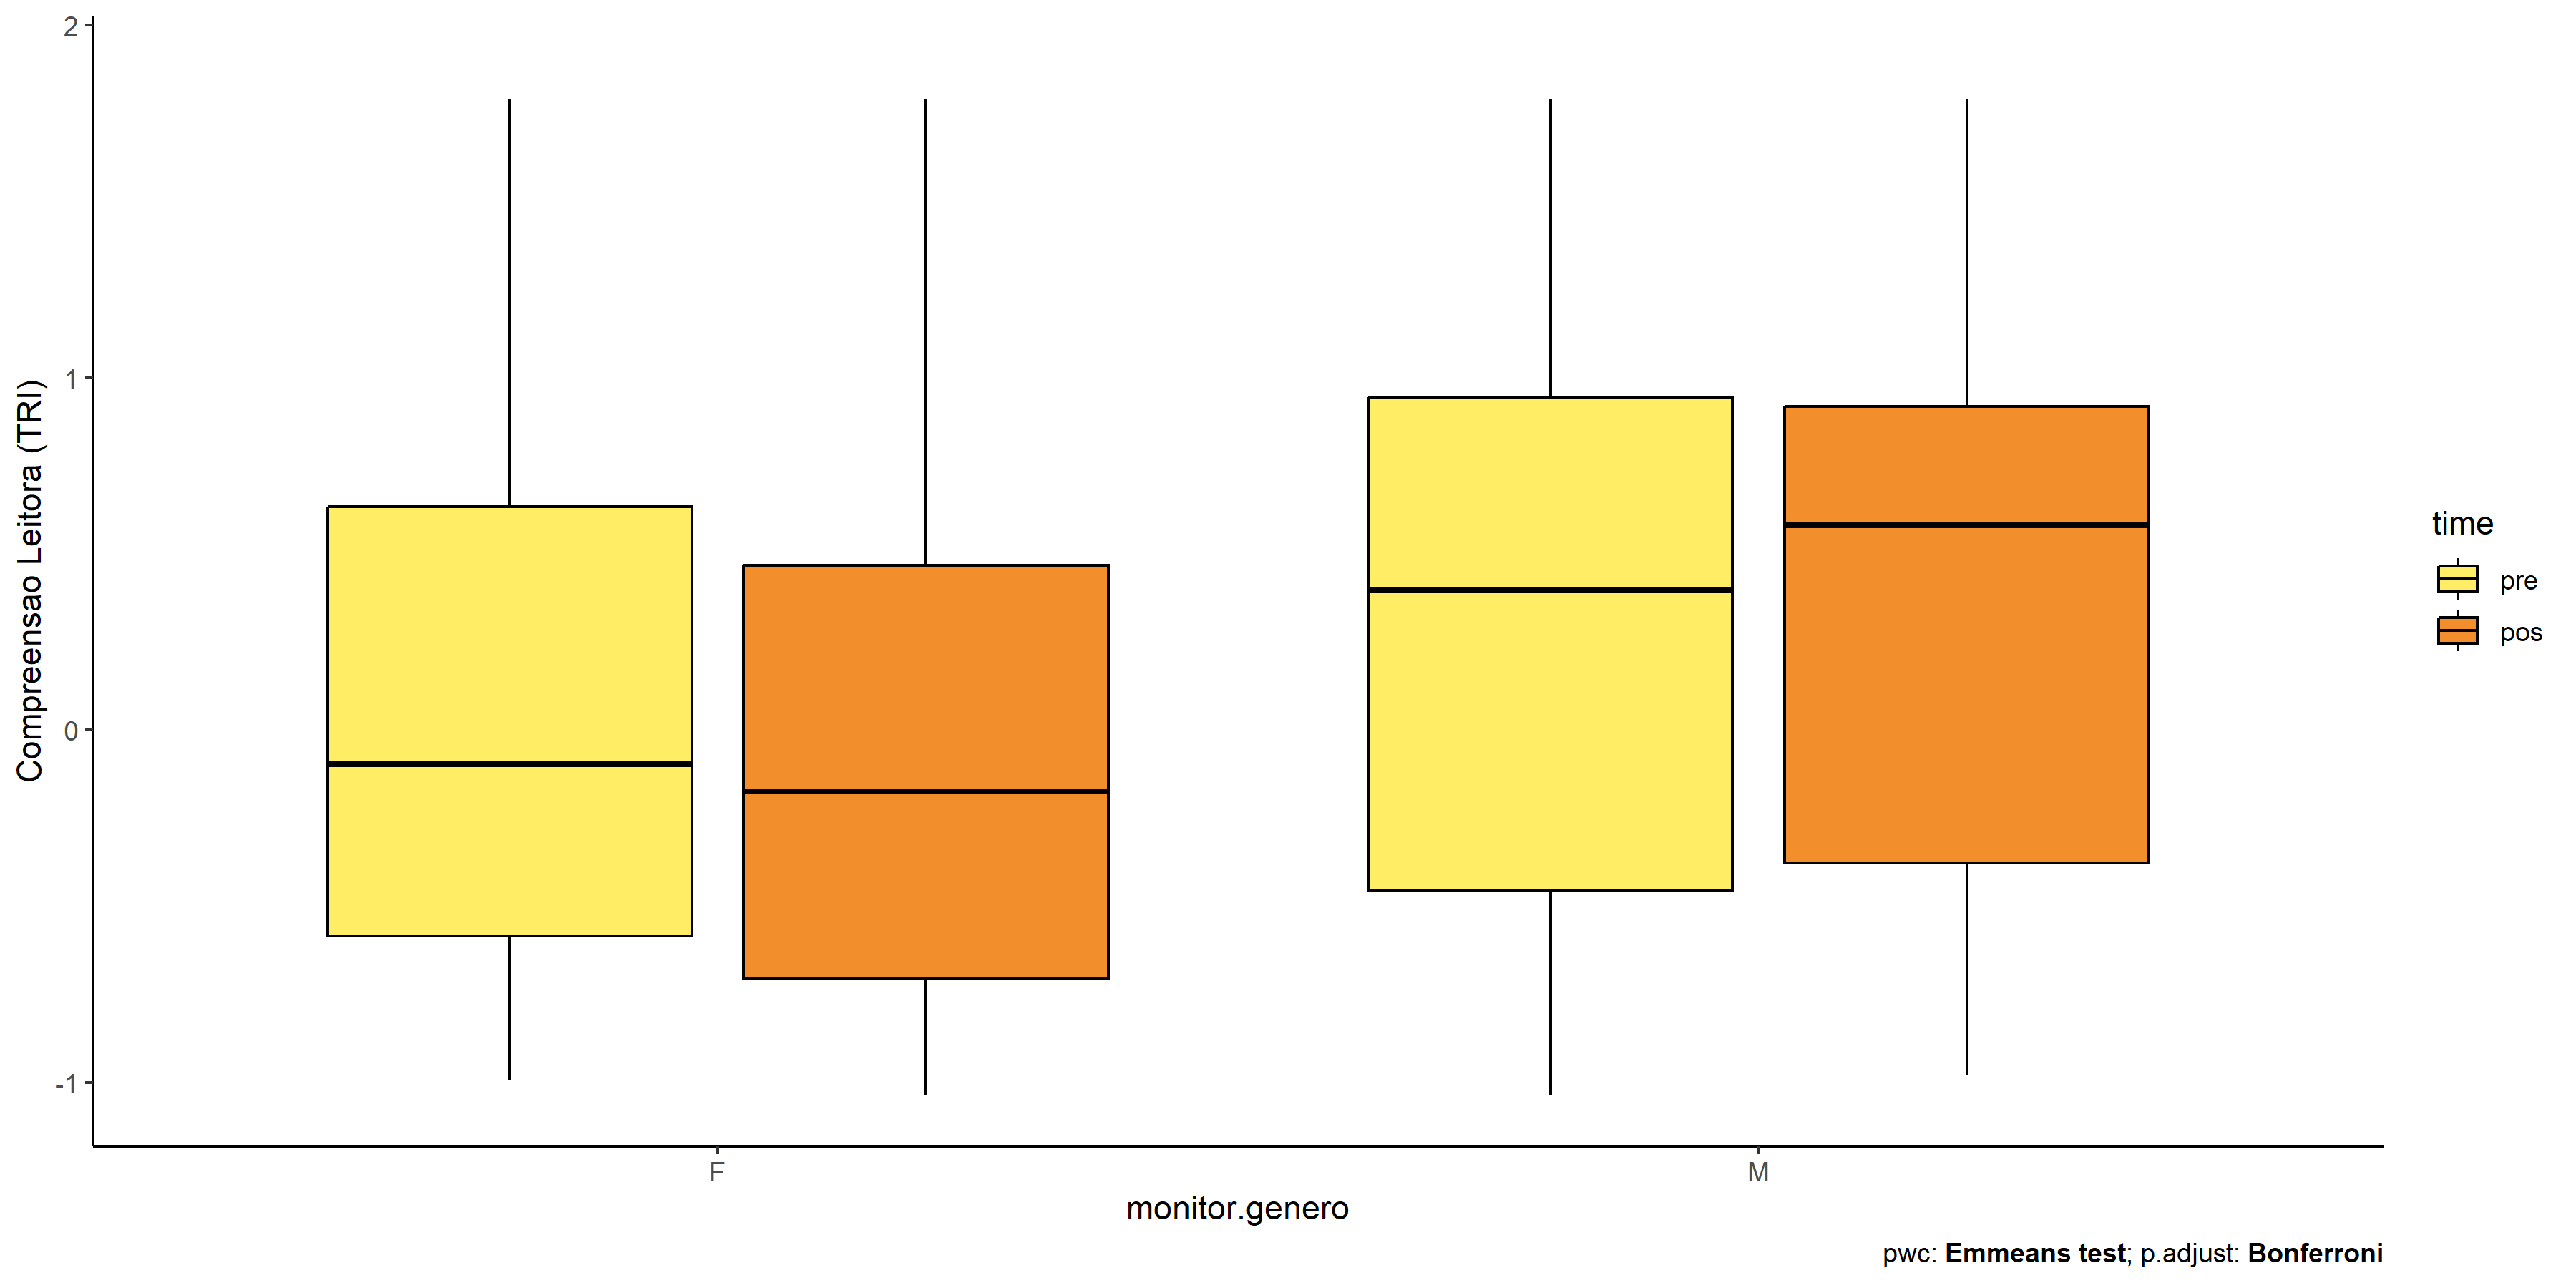 Compreensao Leitora (TRI)
2
1
0
-1
F
M
monitor.genero
time
pre
pos
pwc: Emmeans test; p.adjust: Bonferroni